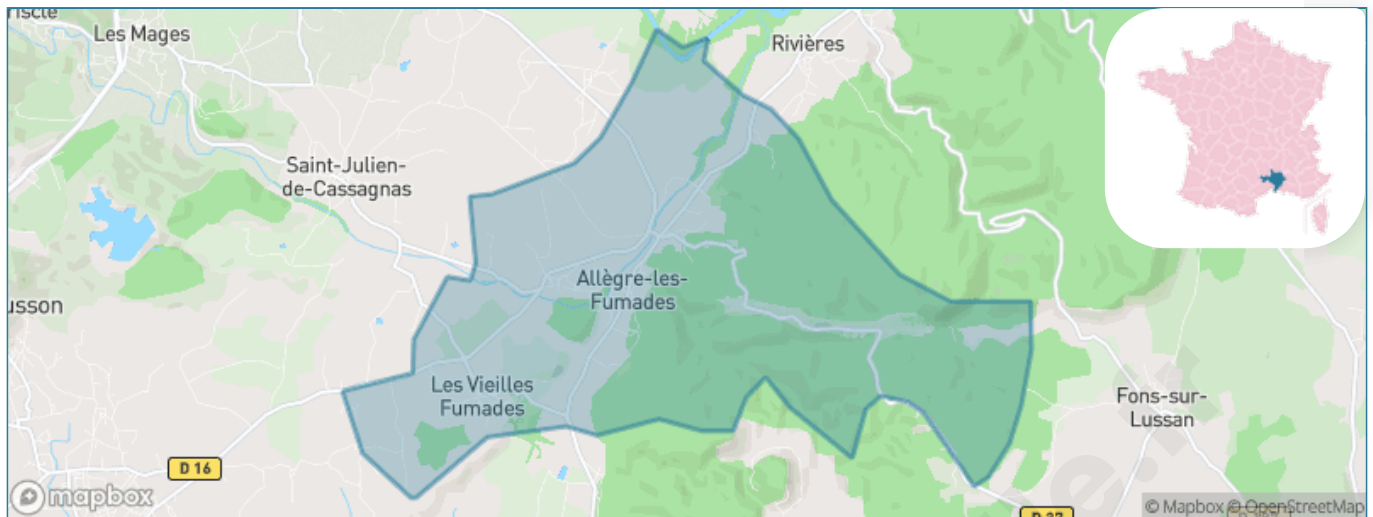 Les Mages
Rivières
Saint-Julien-
de-Cassagnas
Allègre-les-
Fumades
usson
Les Vieilles
Fumades
Fons-sur-
Lussan
D 16
mapbox
© Mapbox © OpenStreetMap